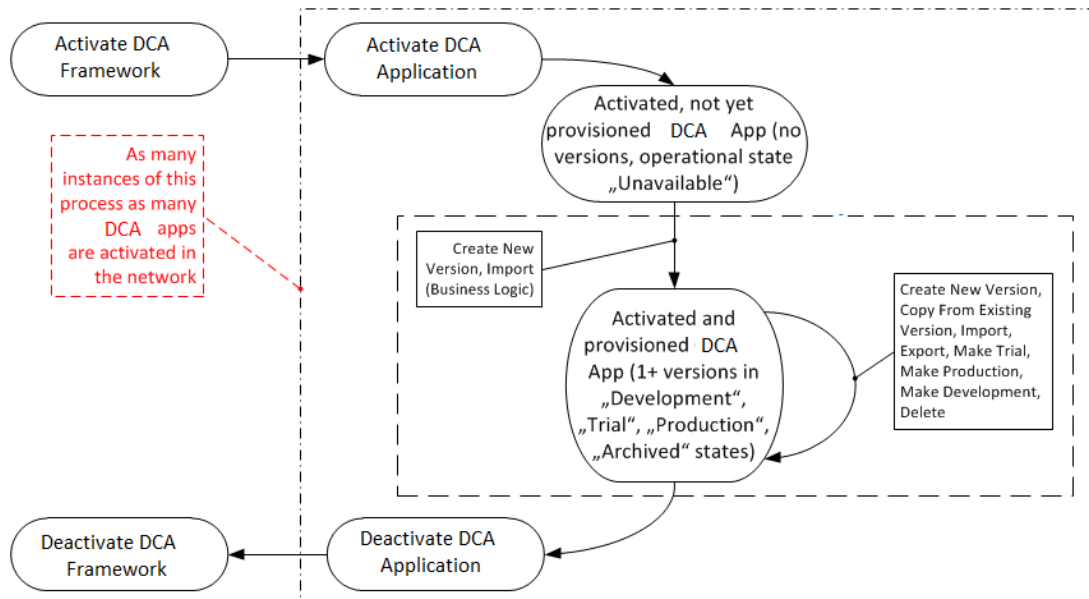 Activate DCA
Framework
Activate DCA
Application
Activated, not yet
provisioned DCA App (no
versions, operational state
„Unavailable“)
As many
instances of this
process as many
DCA apps
are activated in
the network
Create New
Version, Import
(Business Logic)
Activated and
provisioned DCA
App (1+ versions in
„Development“,
„Trial“, „Production“,
„Archived“ states)
Create New Version,
Copy From Existing
Version, Import,
Export, Make Trial,
Make Production,
Make Development,
Delete
Deactivate DCA
Framework
Deactivate DCA
Application